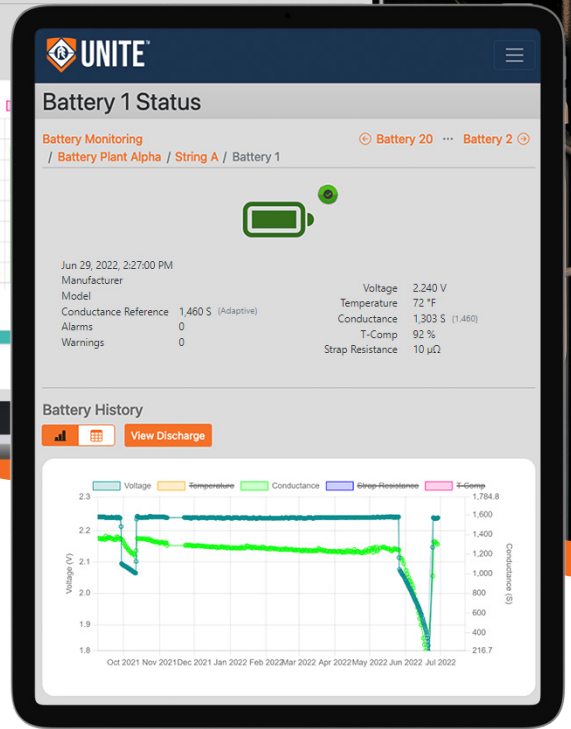 UNITE
Battery 1 Status
Battery Monitoring
/ Battery Plant Alpha / String A / Battery 1
Battery 20 ••• Battery 2
Jun 29, 2022, 2:27:00 PM
Manufacturer
Model
Conductance Reference 1,460 S (Adaptive)
Alarms 0
Warnings 0
Voltage 2.240 V
Temperature 72 °F
Conductance 1,303 S (1.460)
T-Comp 92 %
Strap Resistance 10 µΩ
Battery History
View Discharge
Voltage Temperature Conductance Strap Resistance T-Comp
2.3
2.2
2.1
2.0
1.9
1.8
Voltage (V)
1,784.8
1,600
1,400
1,200
1,000
800
600
400
216.7
Conductance (S)
Oct 2021 Nov 2021 Dec 2021 Jan 2022 Feb 2022 Mar 2022 Apr 2022 May 2022 Jun 2022 Jul 2022